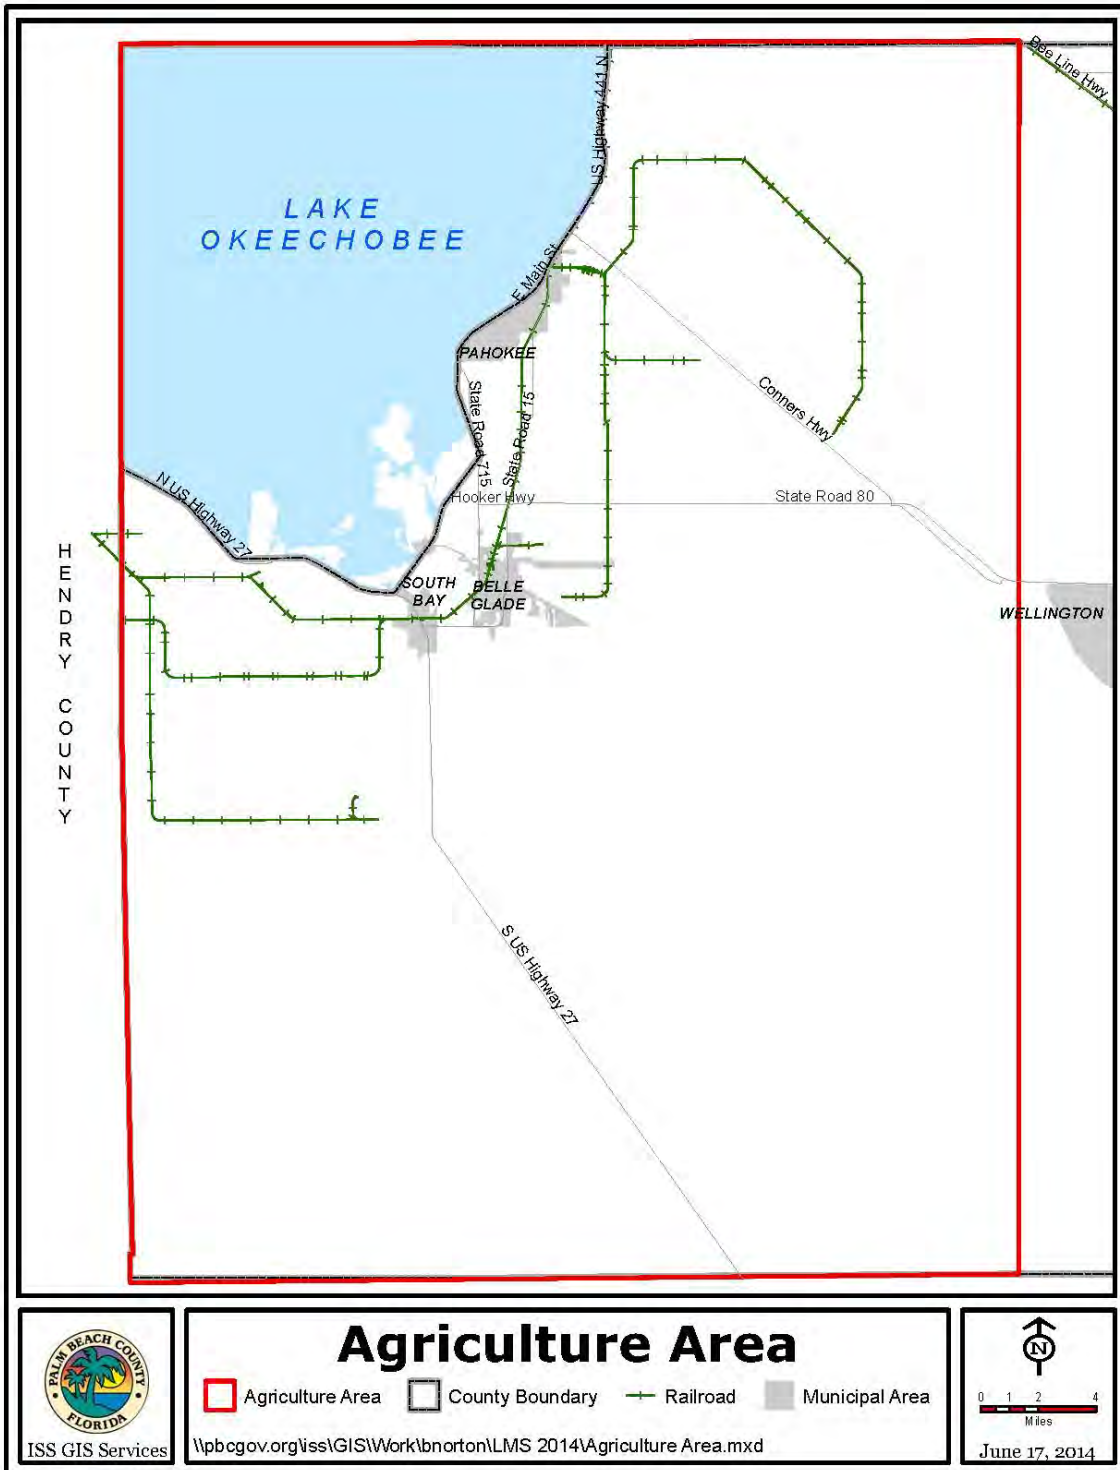 Bee Line Hwy
US Highway 441 N
LAKE
OKEECHOBEE
E Main St
PAHOKEE
State Road 715
State Road 15
Conners Hwy
Hooker Hwy
State Road 80
N US Highway 27
SOUTH
BAY
BELLE
GLADE
WELLINGTON
HENDRY COUNTY
S US Highway 27
PALM BEACH COUNTY
FLORIDA
ISS GIS Services
Agriculture Area
Agriculture Area
County Boundary
Railroad
Municipal Area
\\pbcgov.org\iss\GIS\Work\bnorton\LMS 2014\Agriculture Area.mxd
N
0 1 2 4
Miles
June 17, 2014